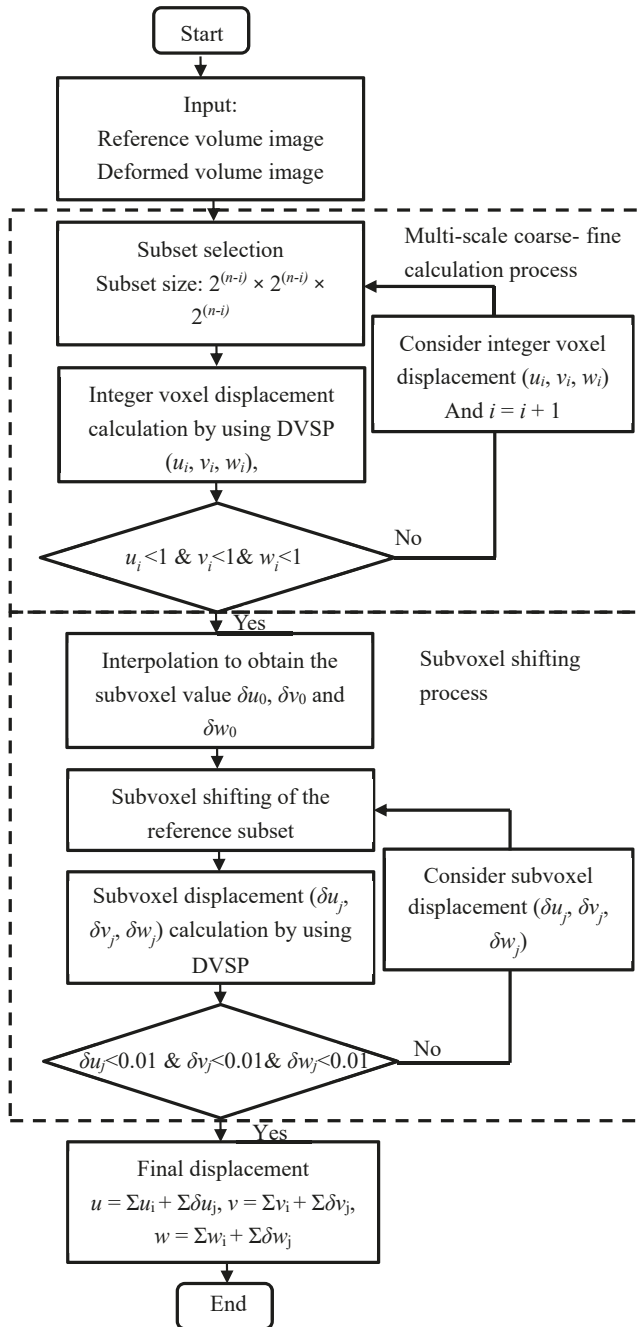 Start
Input:
Reference volume image
Deformed volume image
Multi-scale coarse- fine
calculation process
Subset selection
Subset size: 2^(n-i) × 2^(n-i) ×
2^(n-i)
Consider integer voxel
displacement (u_i, v_i, w_i)
And i = i + 1
Integer voxel displacement
calculation by using DVSP
(u_i, v_i, w_i),
u_i<1 & v_i<1& w_i<1
No
Yes
Subvoxel shifting
process
Interpolation to obtain the
subvoxel value δu_0, δv_0 and
δw_0
Subvoxel shifting of the
reference subset
Consider subvoxel
displacement (δu_j, δv_j,
δw_j)
Subvoxel displacement (δu_j,
δv_j, δw_j) calculation by using
DVSP
δu_j<0.01 & δv_j<0.01& δw_j<0.01
No
Yes
Final displacement
u = Σu_i + Σδu_j, v = Σv_i + Σδv_j,
w = Σw_i + Σδw_j
End